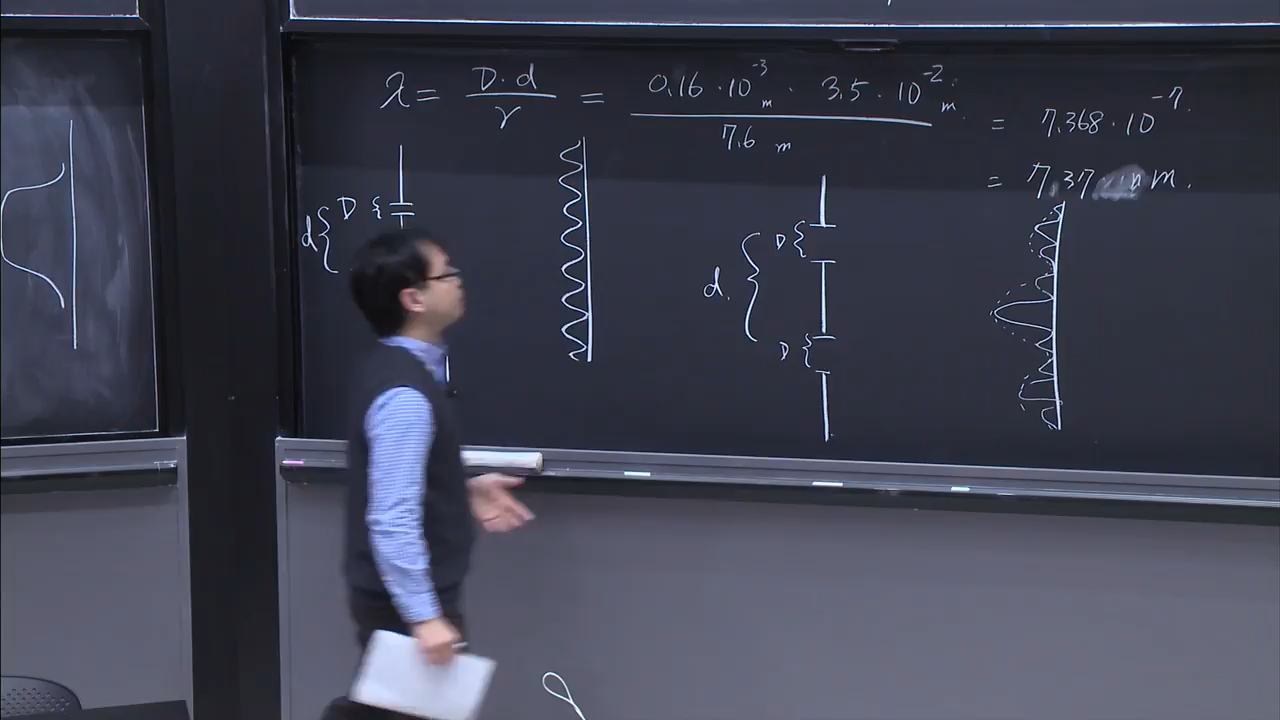 λ = D · d / r = 0.16 · 10⁻³ m · 3.5 · 10⁻² m / 7.6 m = 7.368 · 10⁻⁷
= 7.37 nm.
d { D {
d. { D {
D {